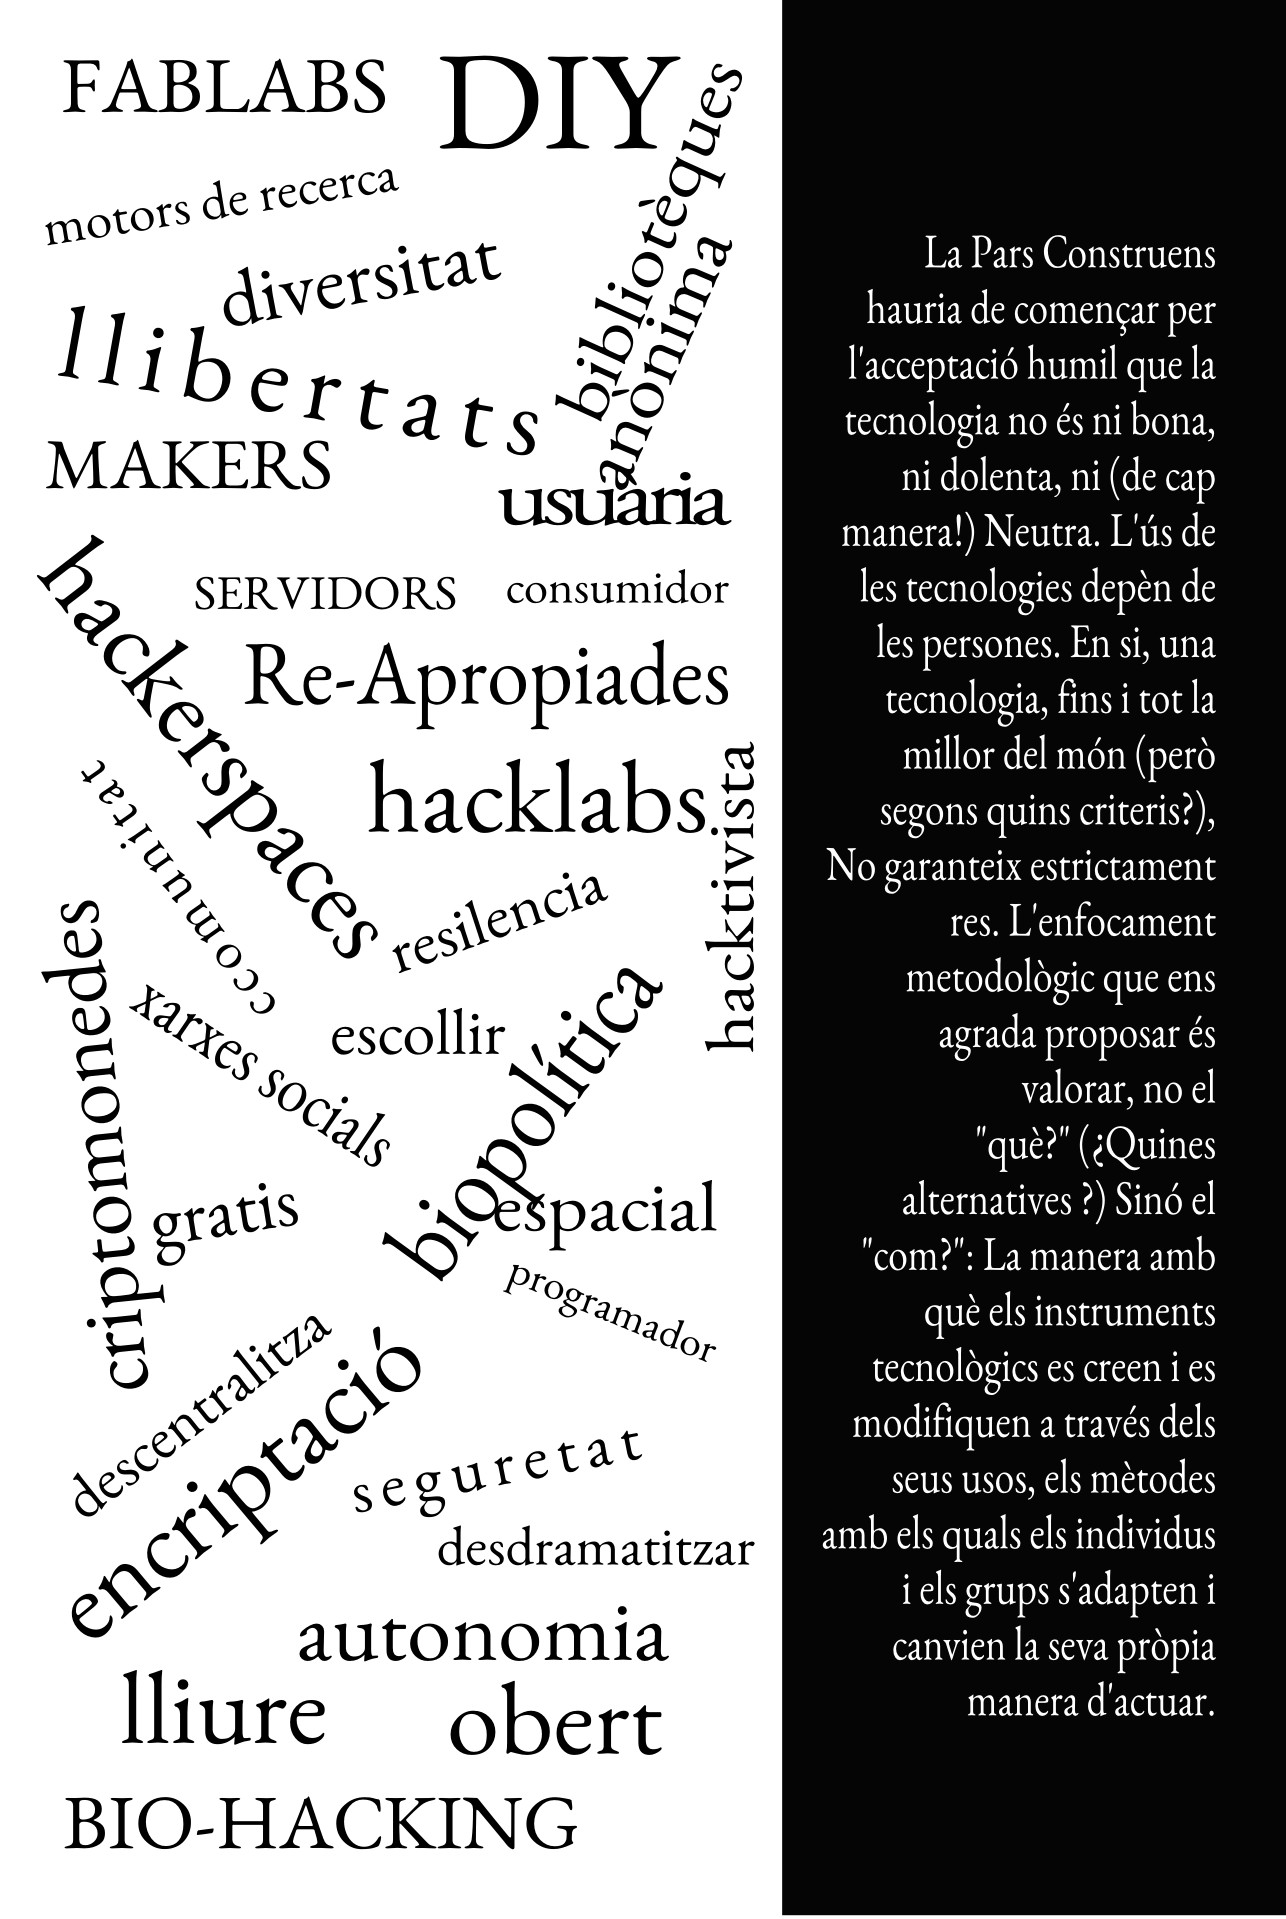 FABLABS
DIY
motors de recerca
biblioteques
diversitat
anònima
llibertats
MAKERS
usuària
hackerspaces
SERVIDORS
consumidor
Re-Apropiades
hacklabs
hacktivista
ccomunitat
resilencia
criptomonedes
xarxes socials
escollir
biopolítica
gratis
espacial
programador
descentralitza
encriptació
seguretat
desdramatitzar
autonomia
lliure
obert
BIO-HACKING
La Pars Construens
hauria de començar per
l'acceptació humil que la
tecnologia no és ni bona,
ni dolenta, ni (de cap
manera!) Neutra. L'ús de
les tecnologies depèn de
les persones. En si, una
tecnologia, fins i tot la
millor del món (però
segons quins criteris?),
No garanteix estrictament
res. L'enfocament
metodològic que ens
agrada proposar és
valorar, no el
"què?" (¿Quines
alternatives ?) Sinó el
"com?": La manera amb
què els instruments
tecnològics es creen i es
modifiquen a través dels
seus usos, els mètodes
amb els quals els individus
i els grups s'adapten i
canvien la seva pròpia
manera d'actuar.